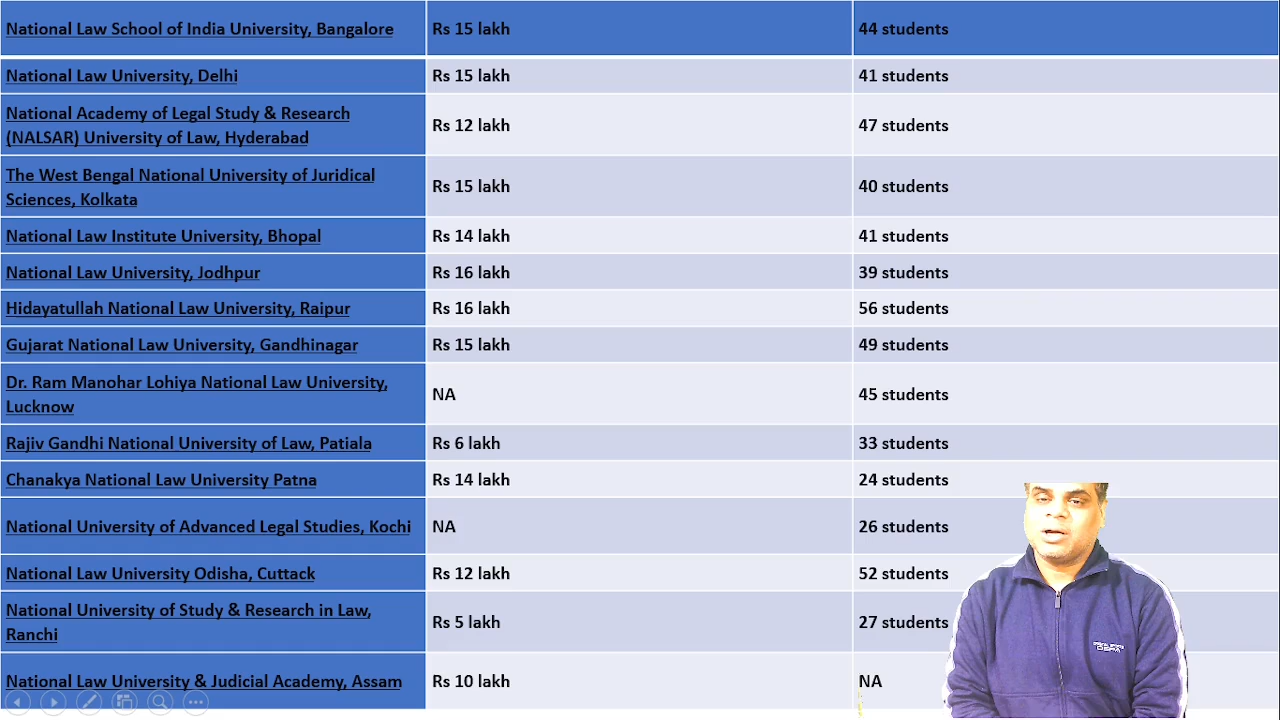 National Law School of India University, Bangalore Rs 15 lakh 44 students
National Law University, Delhi Rs 15 lakh 41 students
National Academy of Legal Study & Research
(NALSAR) University of Law, Hyderabad Rs 12 lakh 47 students
The West Bengal National University of Juridical
Sciences, Kolkata Rs 15 lakh 40 students
National Law Institute University, Bhopal Rs 14 lakh 41 students
National Law University, Jodhpur Rs 16 lakh 39 students
Hidayatullah National Law University, Raipur Rs 16 lakh 56 students
Gujarat National Law University, Gandhinagar Rs 15 lakh 49 students
Dr. Ram Manohar Lohiya National Law University,
Lucknow NA 45 students
Rajiv Gandhi National University of Law, Patiala Rs 6 lakh 33 students
Chanakya National Law University Patna Rs 14 lakh 24 students
National University of Advanced Legal Studies, Kochi NA 26 students
National Law University Odisha, Cuttack Rs 12 lakh 52 students
National University of Study & Research in Law,
Ranchi Rs 5 lakh 27 students
National Law University & Judicial Academy, Assam Rs 10 lakh NA